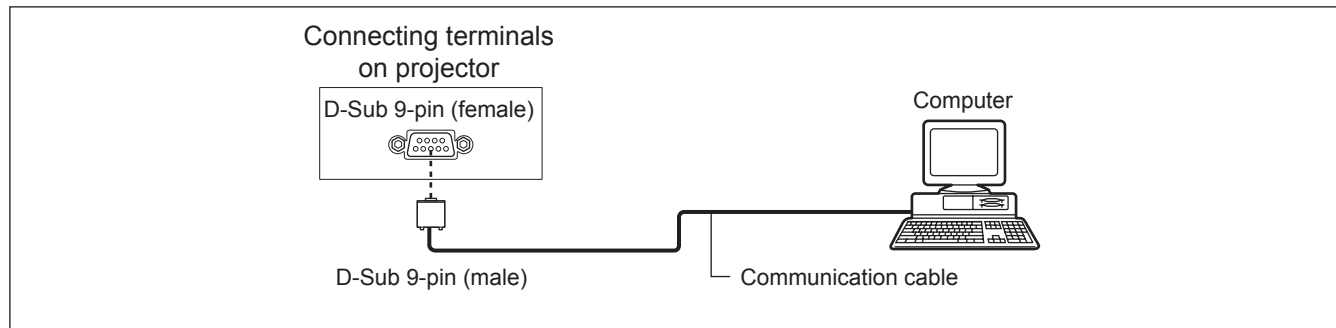 Connecting terminals
on projector
D-Sub 9-pin (female)
Computer
D-Sub 9-pin (male)
Communication cable